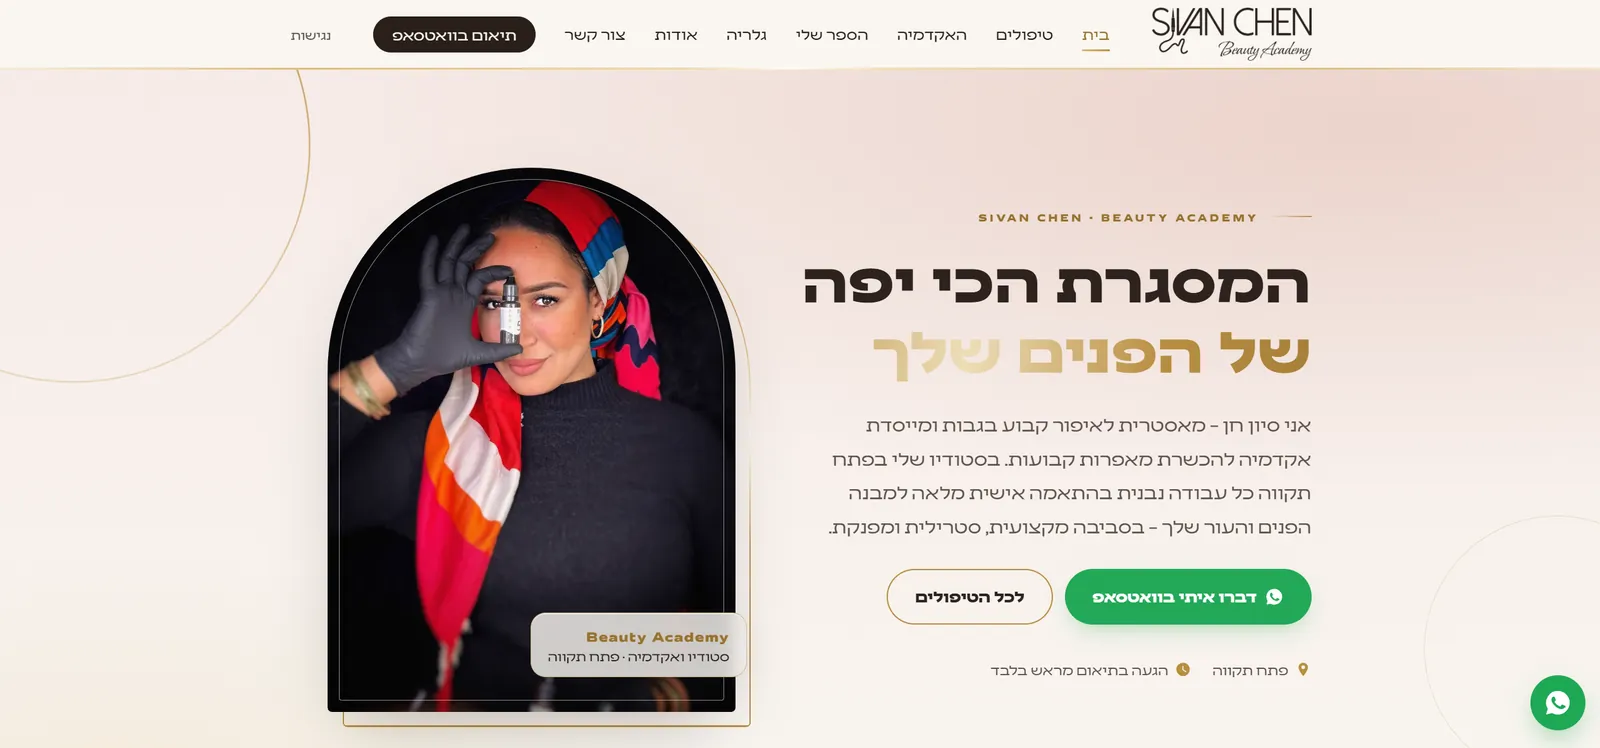 SIVAN CHEN
Beauty Academy
בית
טיפולים
האקדמיה
הספר שלי
גלריה
אודות
צור קשר
תיאום בוואטסאפ
נגישות
SIVAN CHEN · BEAUTY ACADEMY
המסגרת הכי יפה
של הפנים שלך
אני סיון חן – מאסטרית לאיפור קבוע בגבות ומייסדת
אקדמיה להכשרת מאפרות קבועות. בסטודיו שלי בפתח
תקווה כל עבודה נבנית בהתאמה אישית מלאה למבנה
הפנים והעור שלך – בסביבה מקצועית, סטרילית ומפנקת.
דברו איתי בוואטסאפ
לכל הטיפולים
פתח תקווה
הגעה בתיאום מראש בלבד
Beauty Academy
סטודיו ואקדמיה · פתח תקווה